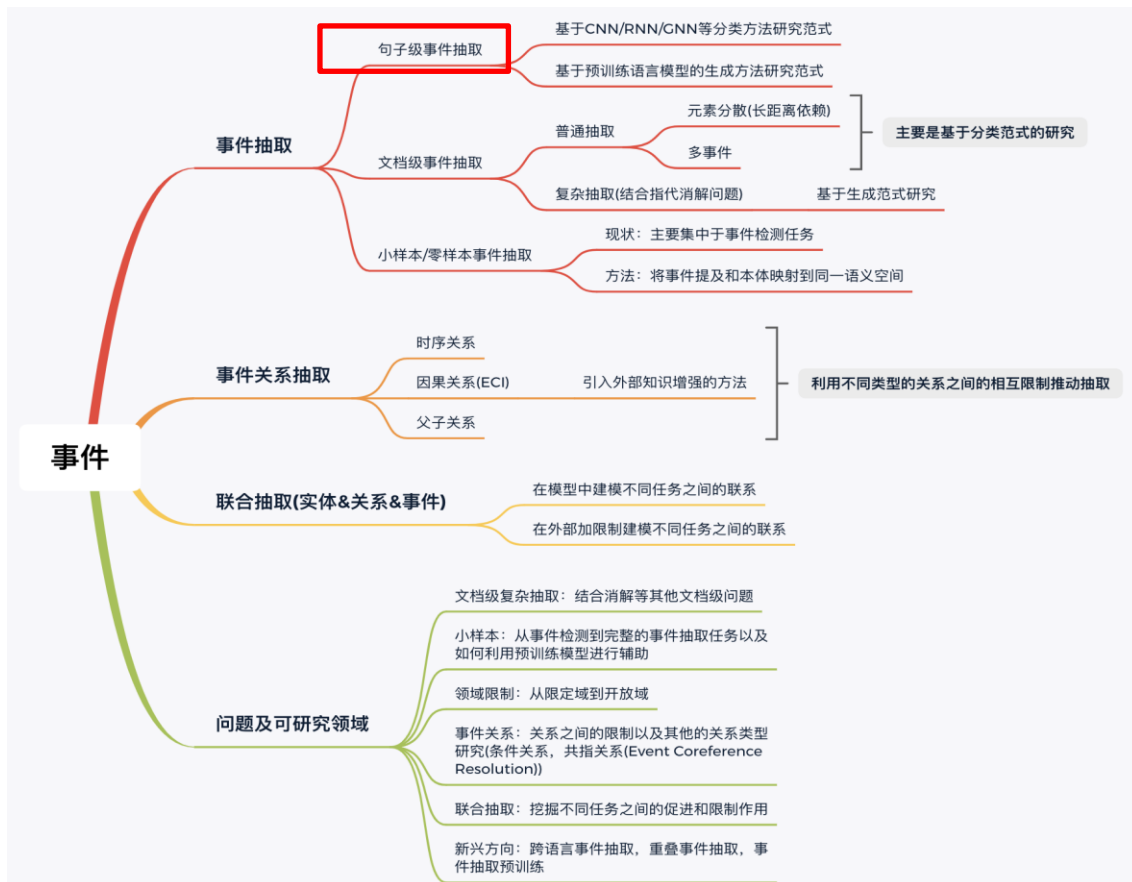 事件
事件抽取
句子级事件抽取
基于CNN/RNN/GNN等分类方法研究范式
基于预训练语言模型的生成方法研究范式
文档级事件抽取
普通抽取
元素分散(长距离依赖)
多事件
主要是基于分类范式的研究
复杂抽取(结合指代消解问题)
基于生成范式研究
小样本/零样本事件抽取
现状：主要集中于事件检测任务
方法：将事件提及和本体映射到同一语义空间
事件关系抽取
时序关系
因果关系(ECI)
引入外部知识增强的方法
父子关系
利用不同类型的关系之间的相互限制推动抽取
联合抽取(实体&关系&事件)
在模型中建模不同任务之间的联系
在外部加限制建模不同任务之间的联系
问题及可研究领域
文档级复杂抽取：结合消解等其他文档级问题
小样本：从事件检测到完整的事件抽取任务以及
如何利用预训练模型进行辅助
领域限制：从限定域到开放域
事件关系：关系之间的限制以及其他的关系类型
研究(条件关系，共指关系(Event Coreference
Resolution))
联合抽取：挖掘不同任务之间的促进和限制作用
新兴方向：跨语言事件抽取，重叠事件抽取，事
件抽取预训练